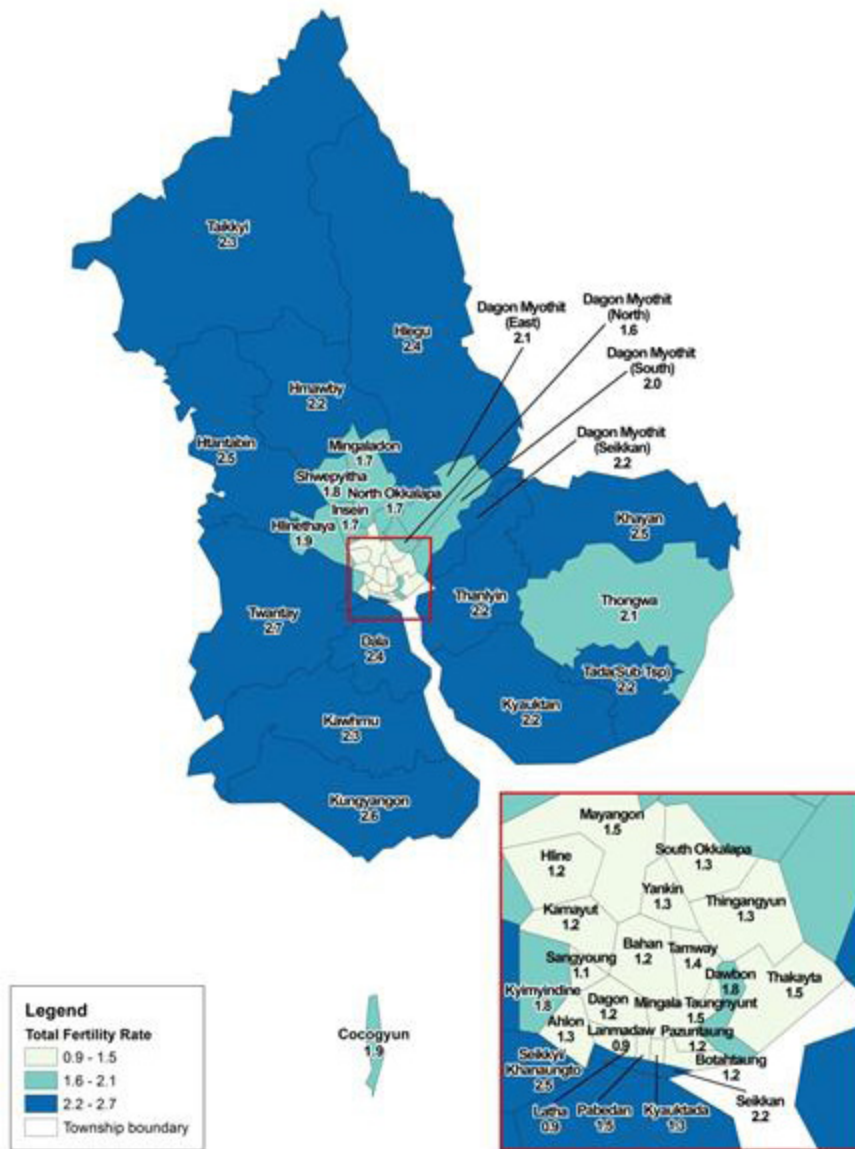 Taikkyi
2.3
Hlegu
2.4
Dagon Myothit
(East)
2.1
Dagon Myothit
(North)
1.6
Dagon Myothit
(South)
2.0
Dagon Myothit
(Seikkan)
2.2
Hmawby
2.2
Htantabin
2.5
Mingaladon
1.7
Shwepyitha
1.8
North Okkalapa
1.7
Insein
1.7
Hlinethaya
1.9
Khayan
2.5
Thongwa
2.1
Thanlyin
2.2
Twantay
2.7
Dala
2.4
Tada(Sub-Tsp)
2.2
Kyauktan
2.2
Kawhmu
2.3
Kungyangon
2.6
Cocogyun
1.9
Legend
Total Fertility Rate
0.9 - 1.5
1.6 - 2.1
2.2 - 2.7
Township boundary
Mayangon
1.5
South Okkalapa
1.3
Hline
1.2
Yankin
1.3
Thingangyun
1.3
Kamayut
1.2
Bahan
1.2
Tamway
1.4
Sangyoung
1.1
Dawbon
1.8
Thakayta
1.5
Kyimyindine
1.8
Dagon
1.2
Mingala Taungnyunt
1.5
Ahlon
1.3
Lanmadaw
0.9
Pazuntaung
1.2
Botahtaung
1.2
Seikkyi/
Khanaungto
2.5
Latha
0.9
Pabedan
1.5
Kyauktada
1.3
Seikkan
2.2